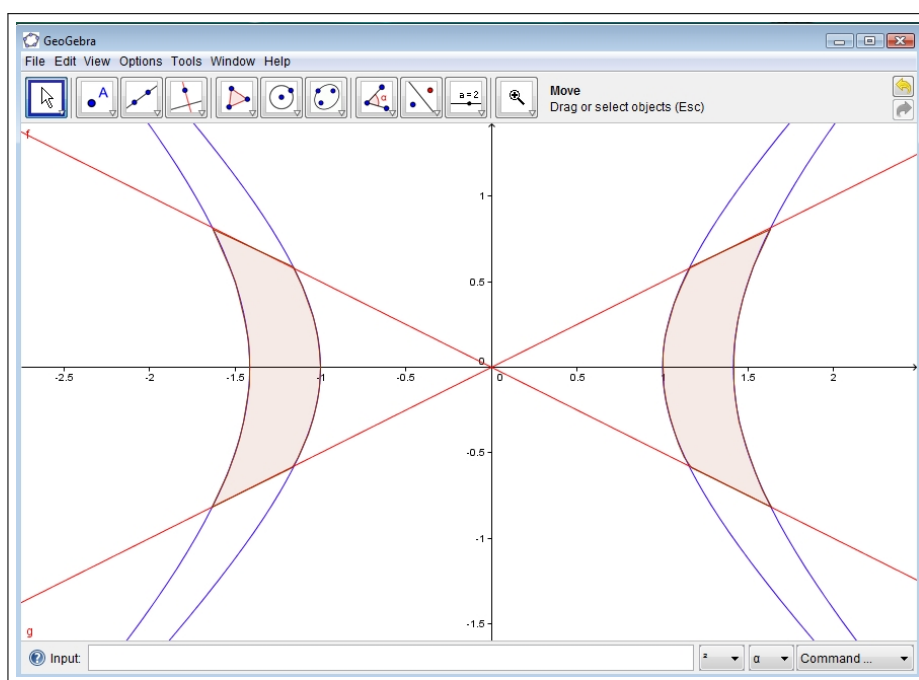 GeoGebra
File Edit View Options Tools Window Help
A
α
a = 2
Move
Drag or select objects (Esc)
f
1
0.5
0
-2.5 -2 -1.5 -1 -0.5 0 0.5 1 1.5 2
-0.5
-1
-1.5
g
Input: ² α Command ...